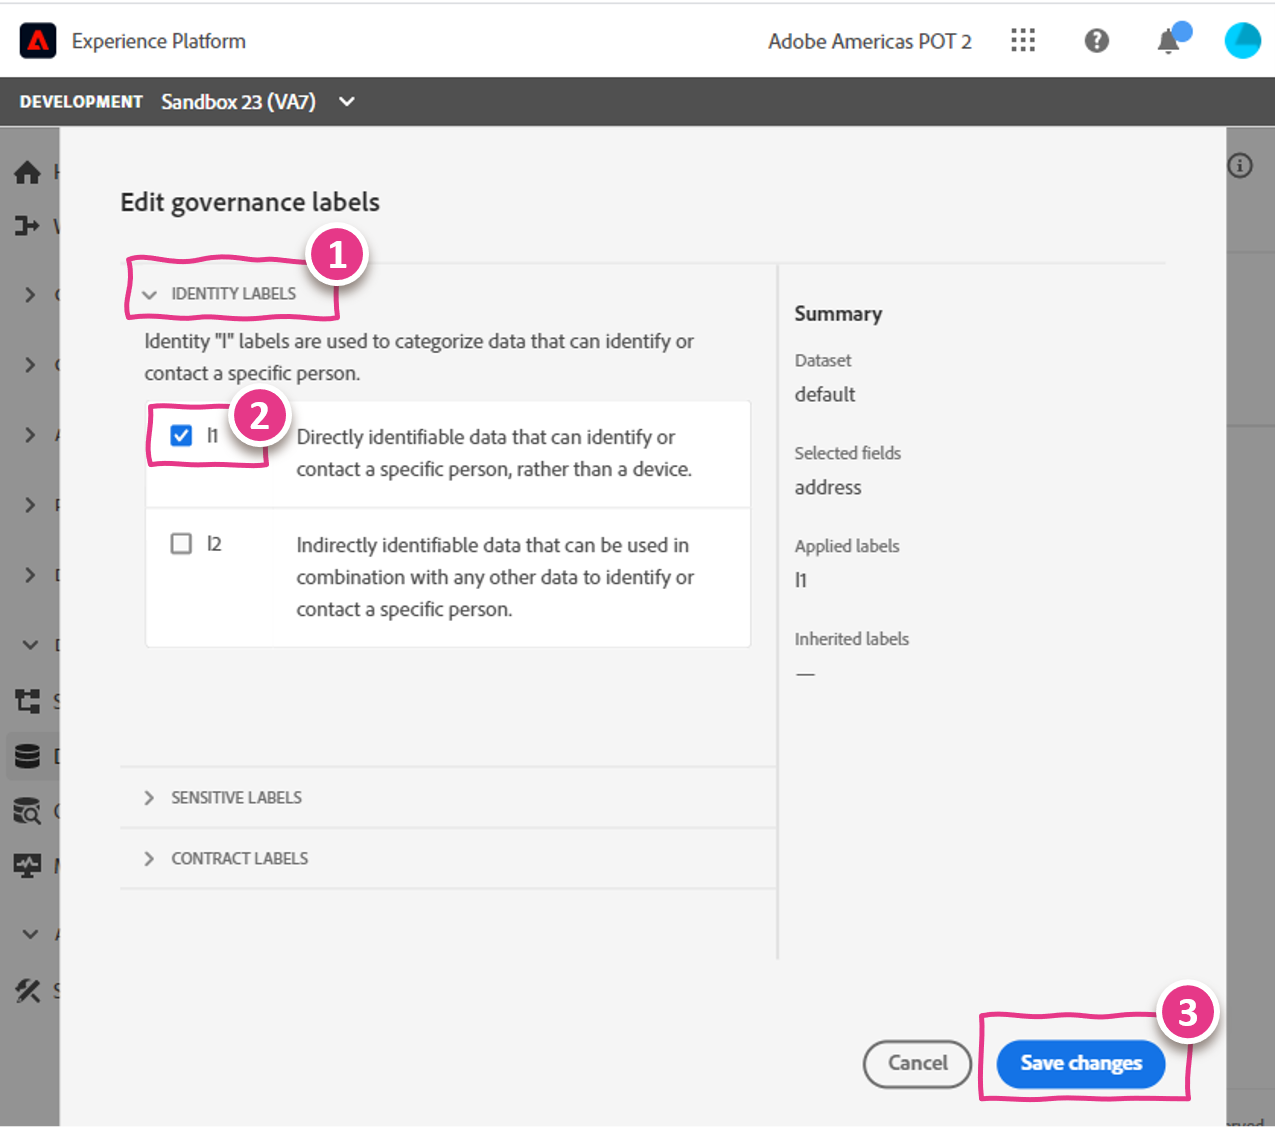 Experience Platform
Adobe Americas POT 2
DEVELOPMENT Sandbox 23 (VA7)
Edit governance labels
1
IDENTITY LABELS
Identity "I" labels are used to categorize data that can identify or
contact a specific person.
2
I1
Directly identifiable data that can identify or
contact a specific person, rather than a device.
I2
Indirectly identifiable data that can be used in
combination with any other data to identify or
contact a specific person.
SENSITIVE LABELS
CONTRACT LABELS
Summary
Dataset
default
Selected fields
address
Applied labels
I1
Inherited labels
—
3
Cancel
Save changes